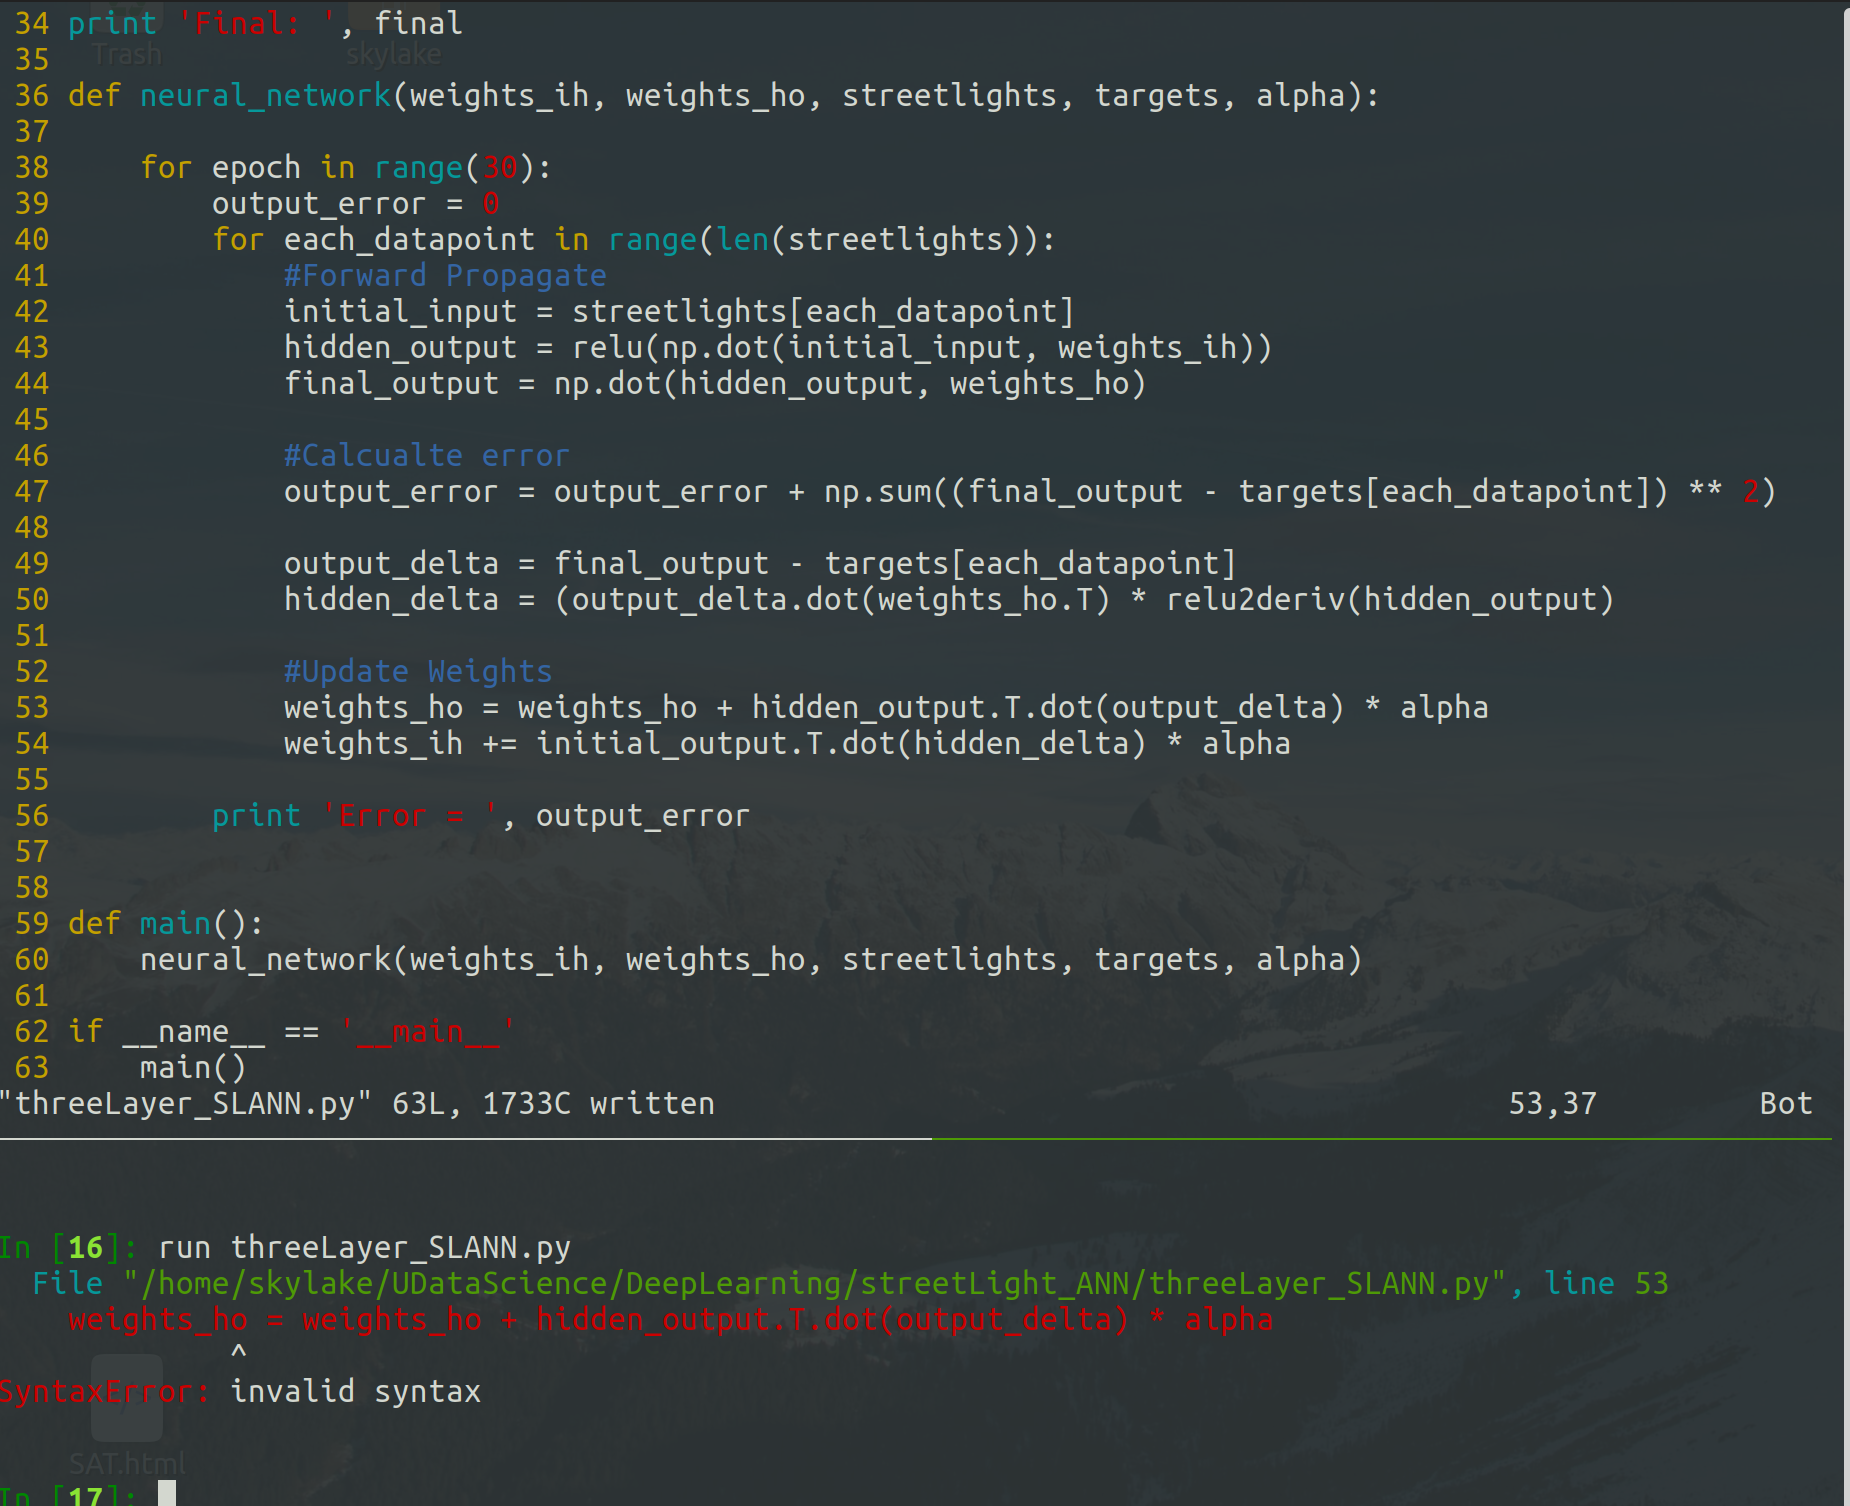 34 print 'Final: ', final
Trash skylake
35
36 def neural_network(weights_ih, weights_ho, streetlights, targets, alpha):
37
38     for epoch in range(30):
39         output_error = 0
40         for each_datapoint in range(len(streetlights)):
41             #Forward Propagate
42             initial_input = streetlights[each_datapoint]
43             hidden_output = relu(np.dot(initial_input, weights_ih))
44             final_output = np.dot(hidden_output, weights_ho)
45
46             #Calcualte error
47             output_error = output_error + np.sum((final_output - targets[each_datapoint]) ** 2)
48
49             output_delta = final_output - targets[each_datapoint]
50             hidden_delta = (output_delta.dot(weights_ho.T) * relu2deriv(hidden_output)
51
52             #Update Weights
53             weights_ho = weights_ho + hidden_output.T.dot(output_delta) * alpha
54             weights_ih += initial_output.T.dot(hidden_delta) * alpha
55
56         print 'Error = ', output_error
57
58
59 def main():
60     neural_network(weights_ih, weights_ho, streetlights, targets, alpha)
61
62 if __name__ == '__main__'
63     main()
"threeLayer_SLANN.py" 63L, 1733C written 53,37 Bot
In [16]: run threeLayer_SLANN.py
File "/home/skylake/UDataScience/DeepLearning/streetLight_ANN/threeLayer_SLANN.py", line 53
weights_ho = weights_ho + hidden_output.T.dot(output_delta) * alpha
^
SyntaxError: invalid syntax
SAT.html
In [17]: